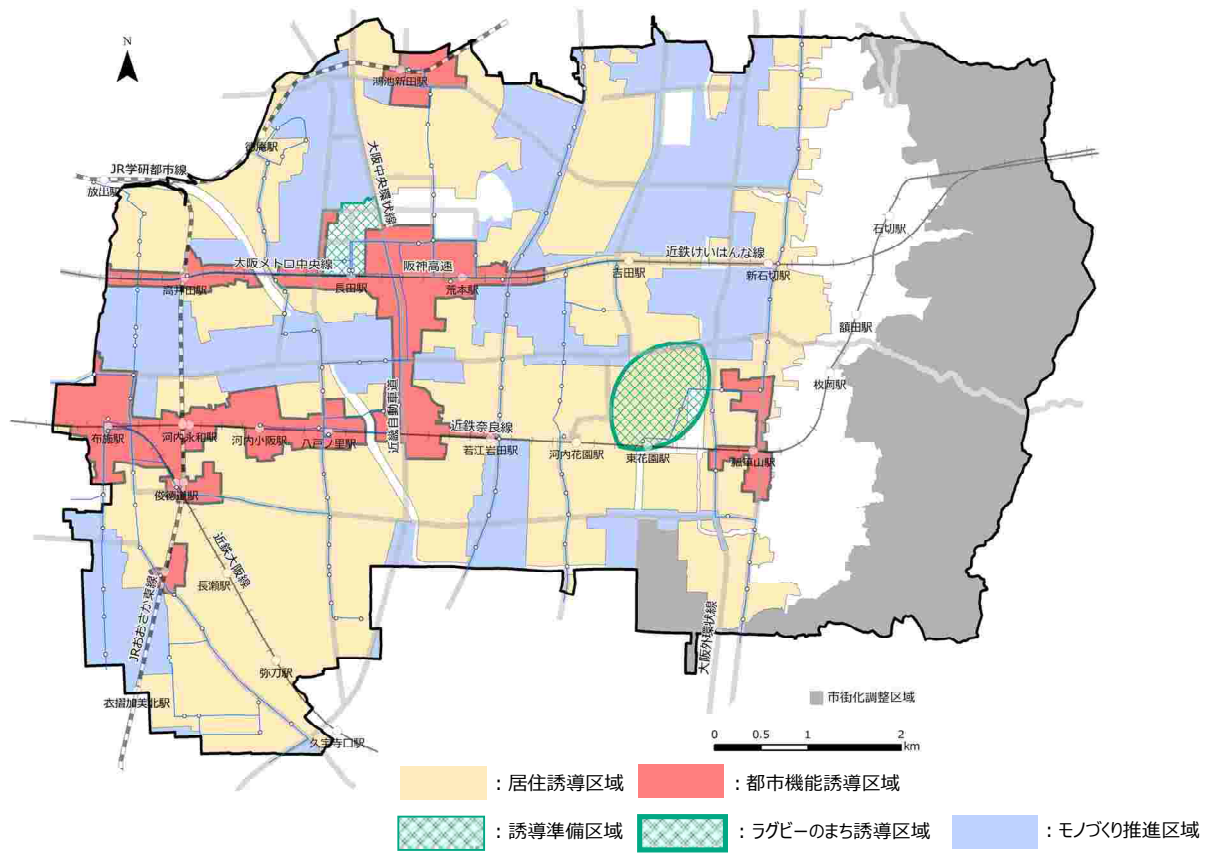 N
鴻池新田駅
徳庵駅
JR学研都市線
放出駅
大阪中央環状線
石切駅
大阪メトロ中央線
阪神高速
近鉄けいはんな線
吉田駅
新石切駅
高井田駅
長田駅
荒本駅
額田駅
枚岡駅
近畿自動車道
近鉄奈良線
布施駅
河内永和駅
河内小阪駅
八戸ノ里駅
若江岩田駅
河内花園駅
東花園駅
瓢箪山駅
俊徳道駅
近鉄大阪線
長瀬駅
JRおおさか東線
大阪外環状線
弥刀駅
衣摺加美北駅
久宝寺口駅
市街化調整区域
0 0.5 1 2
km
：居住誘導区域 ：都市機能誘導区域
：誘導準備区域 ：ラグビーのまち誘導区域 ：モノづくり推進区域